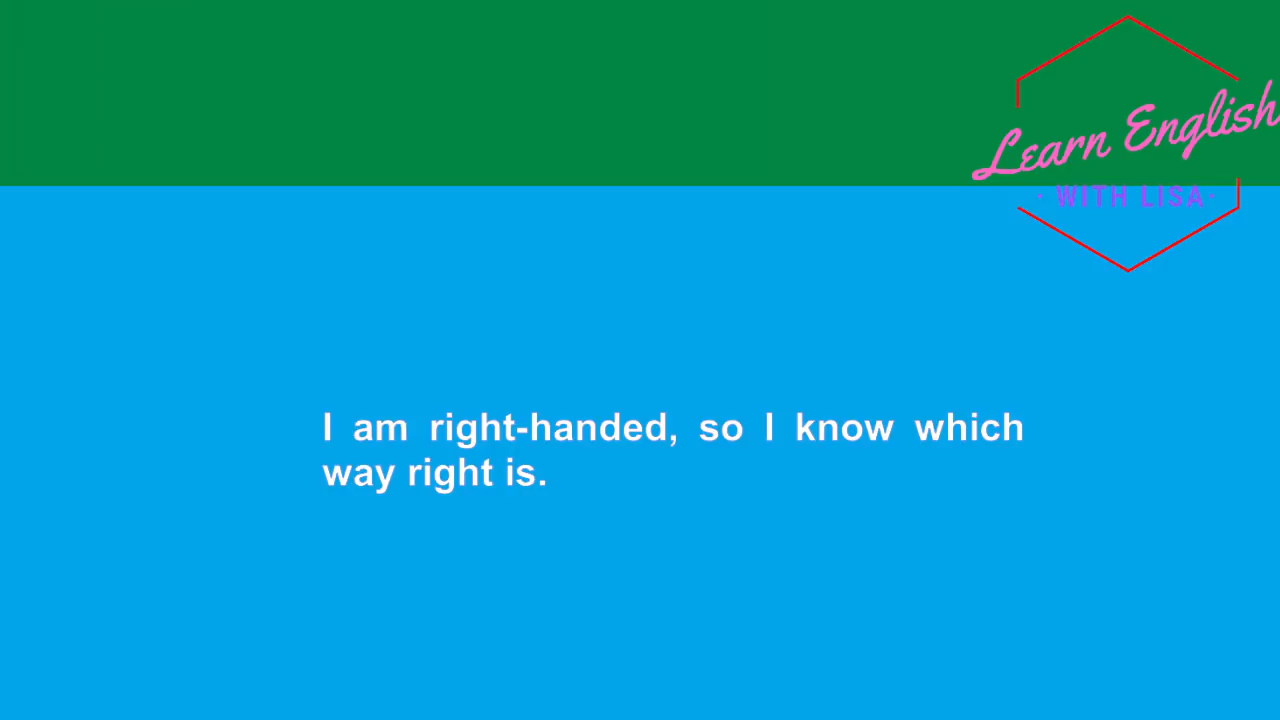 Learn English
· WITH LISA ·
I am right-handed, so I know which
way right is.